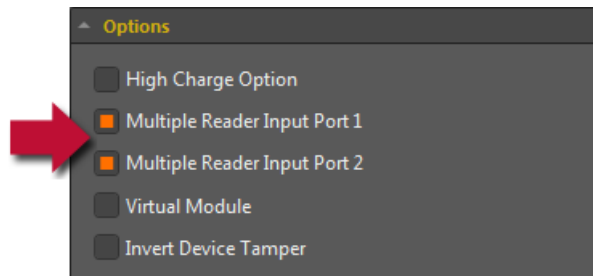 Options
High Charge Option
Multiple Reader Input Port 1
Multiple Reader Input Port 2
Virtual Module
Invert Device Tamper